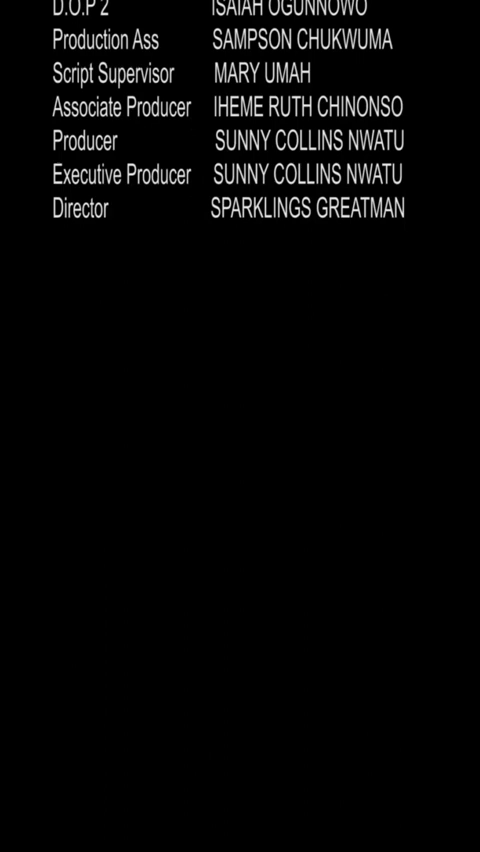 D.O.P 2 ISAIAH OGUNNOWO
Production Ass SAMPSON CHUKWUMA
Script Supervisor MARY UMAH
Associate Producer IHEME RUTH CHINONSO
Producer SUNNY COLLINS NWATU
Executive Producer SUNNY COLLINS NWATU
Director SPARKLINGS GREATMAN